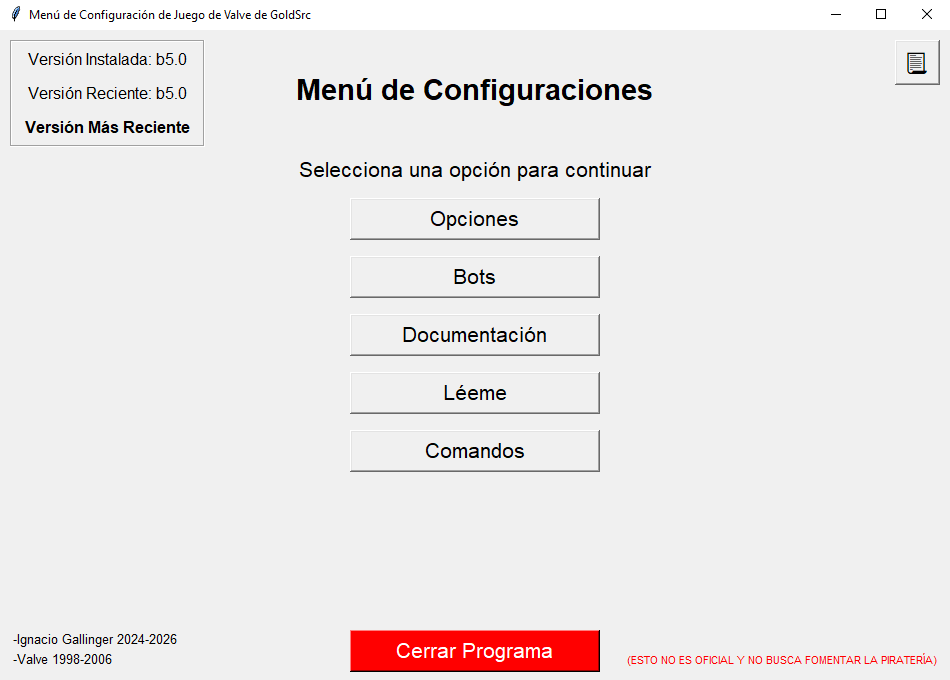 Menú de Configuración de Juego de Valve de GoldSrc
Versión Instalada: b5.0
Versión Reciente: b5.0
Versión Más Reciente
Menú de Configuraciones
Selecciona una opción para continuar
Opciones
Bots
Documentación
Léeme
Comandos
-Ignacio Gallinger 2024-2026
-Valve 1998-2006
Cerrar Programa
(ESTO NO ES OFICIAL Y NO BUSCA FOMENTAR LA PIRATERÍA)